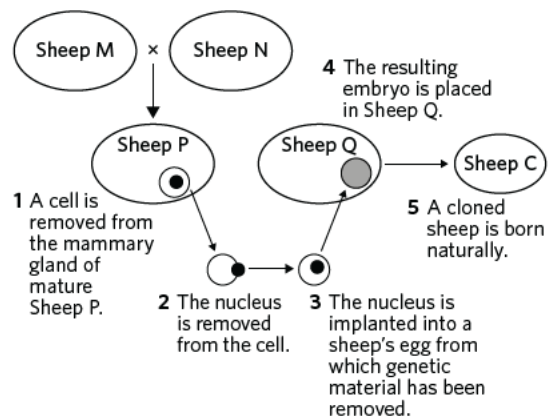 Sheep M × Sheep N
4 The resulting
embryo is placed
in Sheep Q.
Sheep P
Sheep Q
Sheep C
1 A cell is
removed from
the mammary
gland of
mature
Sheep P.
5 A cloned
sheep is born
naturally.
2 The nucleus
is removed
from the cell.
3 The nucleus is
implanted into a
sheep's egg from
which genetic
material has been
removed.